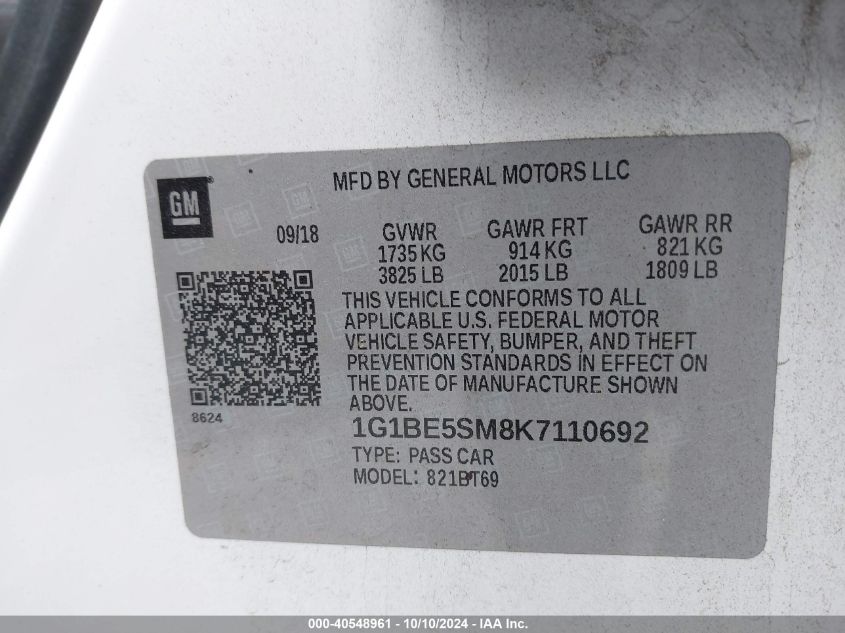 GM
MFD BY GENERAL MOTORS LLC
09/18
GVWR GAWR FRT GAWR RR
1735 KG 914 KG 821 KG
3825 LB 2015 LB 1809 LB
THIS VEHICLE CONFORMS TO ALL
APPLICABLE U.S. FEDERAL MOTOR
VEHICLE SAFETY, BUMPER, AND THEFT
PREVENTION STANDARDS IN EFFECT ON
THE DATE OF MANUFACTURE SHOWN
ABOVE.
8624
1G1BE5SM8K7110692
TYPE: PASS CAR
MODEL: 821BT69
000-40548961 - 10/10/2024 - IAA Inc.